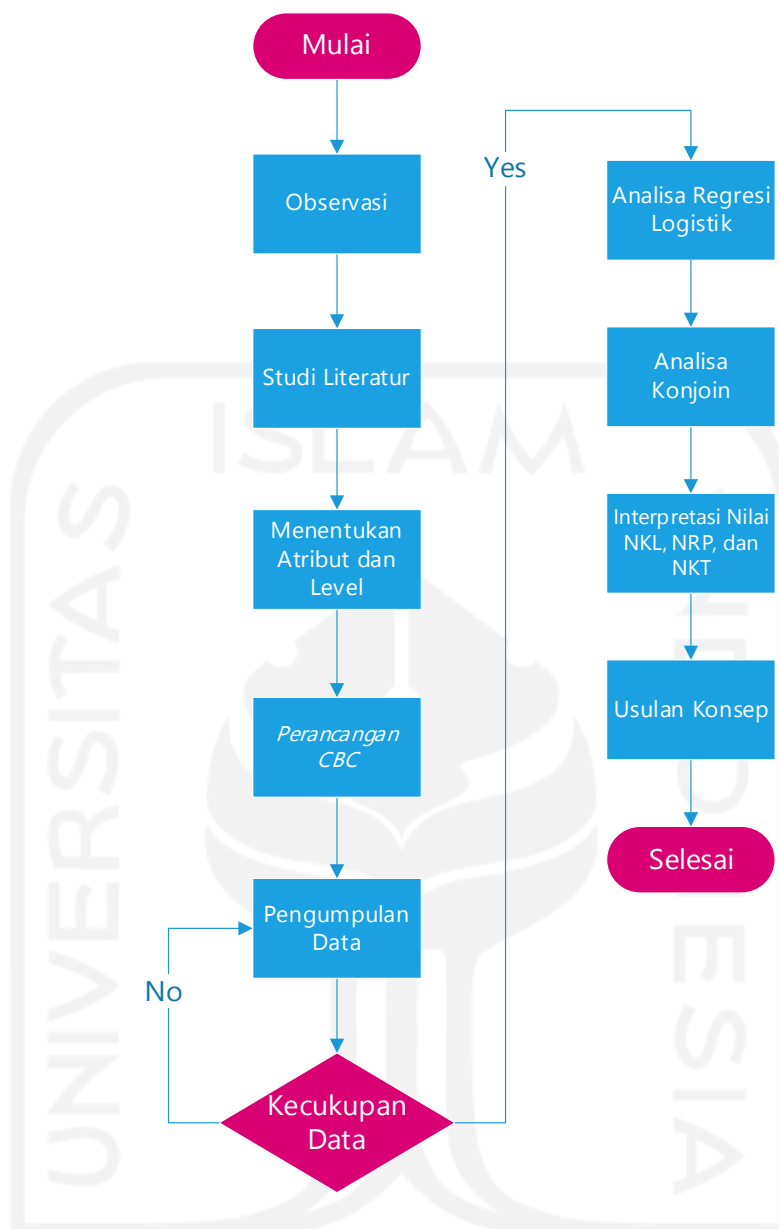 Mulai
Observasi
Studi Literatur
Menentukan
Atribut dan
Level
Perancangan
CBC
Pengumpulan
Data
No
Kecukupan
Data
Yes
Analisa Regresi
Logistik
Analisa
Konjoin
Interpretasi Nilai
NKL, NRP, dan
NKT
Usulan Konsep
Selesai
UNIVERSITAS
ISLAM